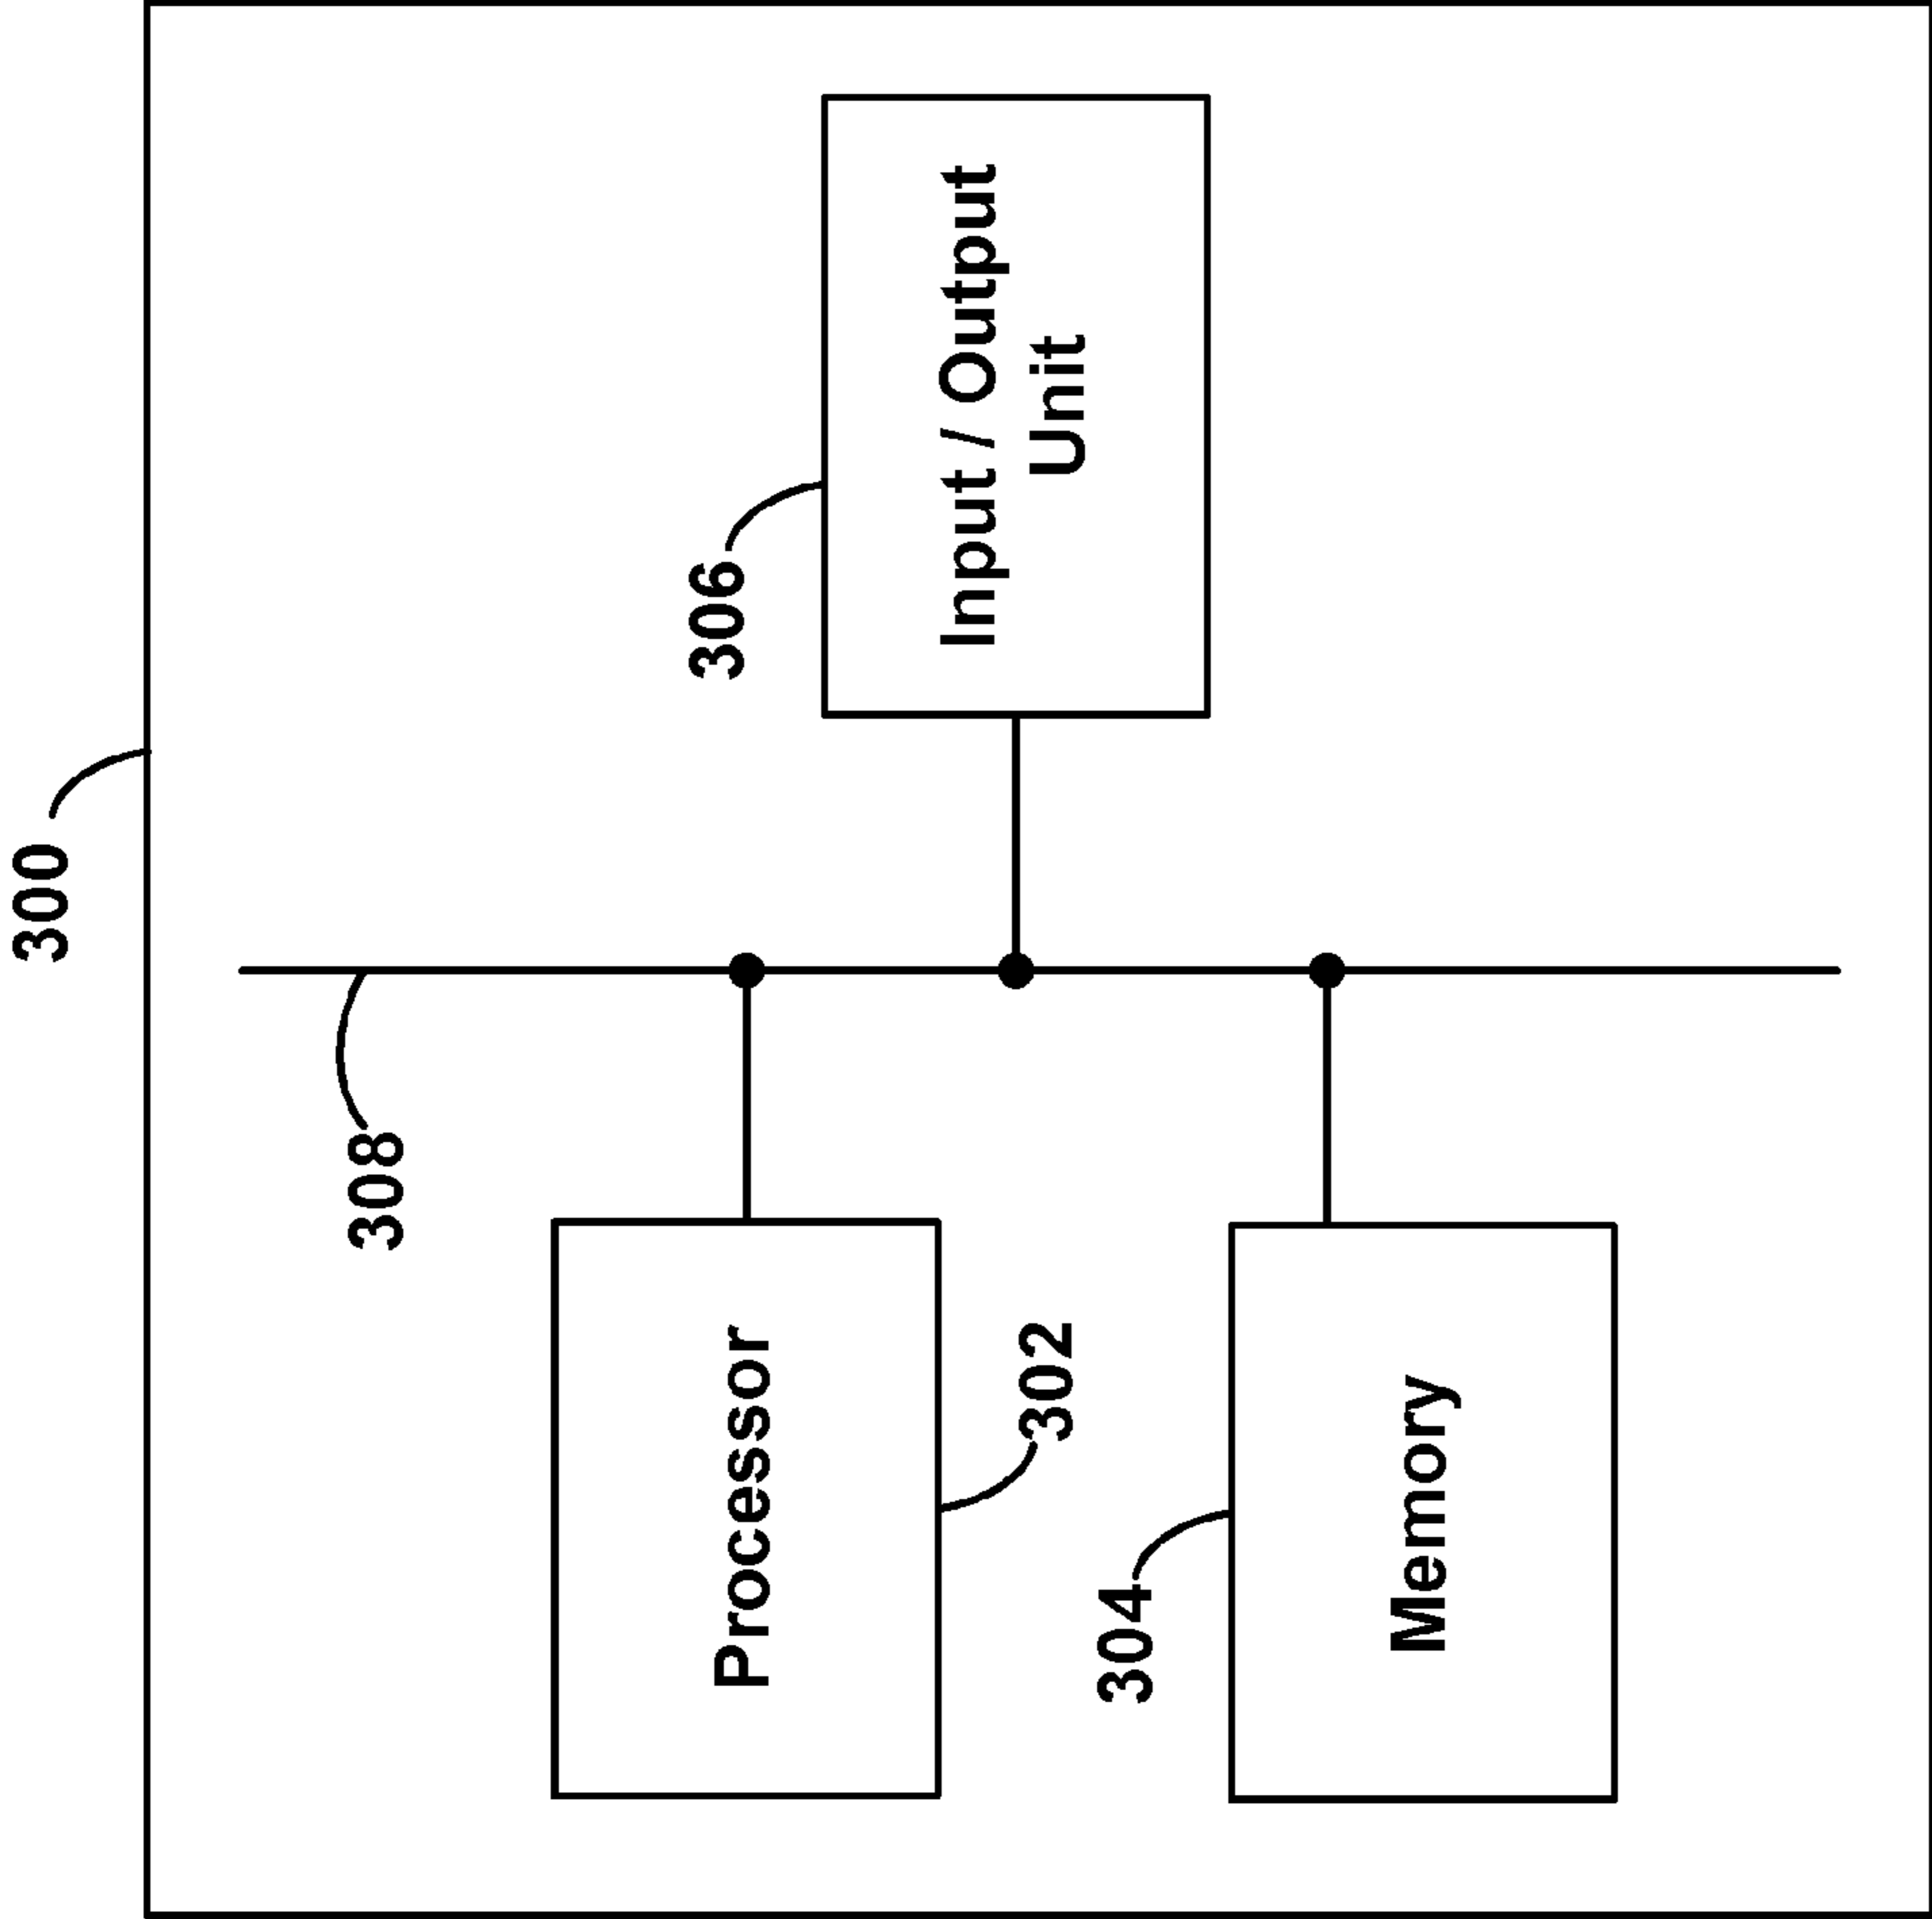 300
308
306
Input / Output
Unit
Processor
302
304
Memory